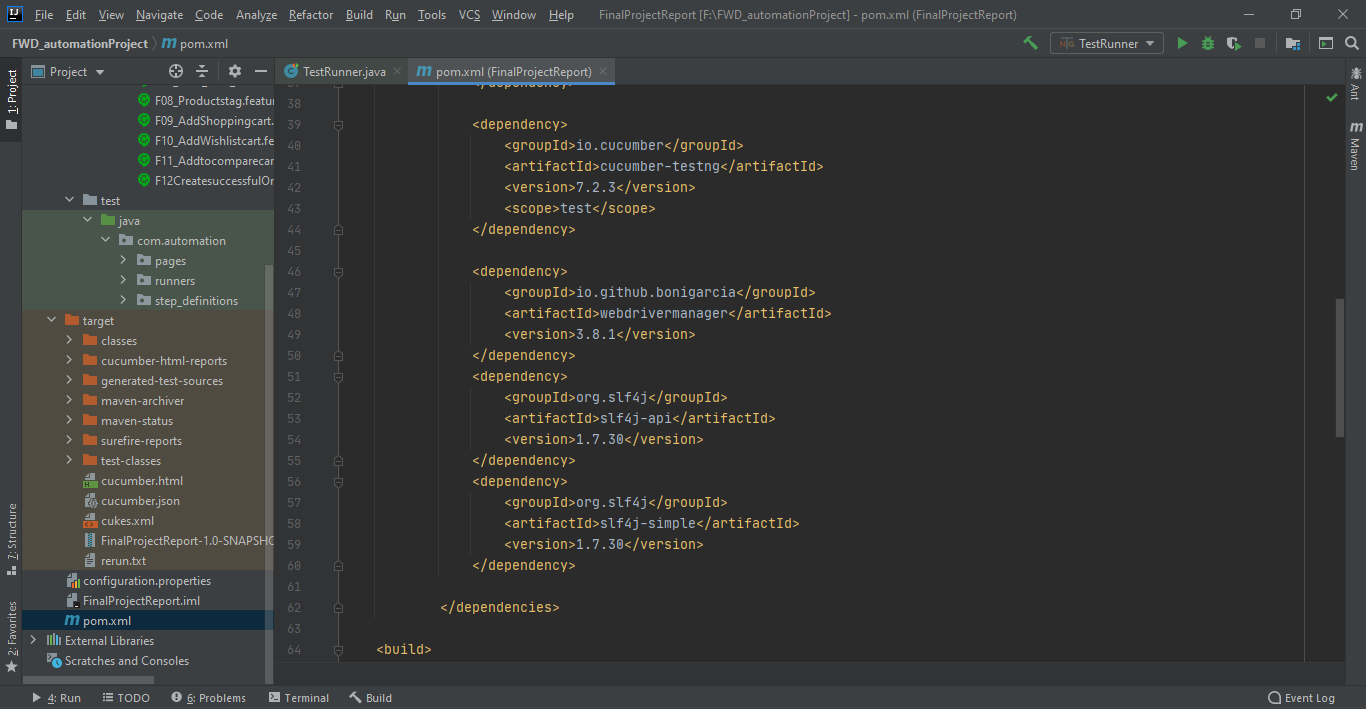 File Edit View Navigate Code Analyze Refactor Build Run Tools VCS Window Help FinalProjectReport [F:\FWD_automationProject] - pom.xml (FinalProjectReport)
FWD_automationProject pom.xml TestRunner
1: Project
7: Structure
2: Favorites
Project
F08_Productstag.featur
F09_AddShoppingcart.
F10_AddWishlistcart.fe
F11_Addtocomparecar
F12CreatesuccessfulOr
test
java
com.automation
pages
runners
step_definitions
target
classes
cucumber-html-reports
generated-test-sources
maven-archiver
maven-status
surefire-reports
test-classes
cucumber.html
cucumber.json
cukes.xml
FinalProjectReport-1.0-SNAPSHO
rerun.txt
configuration.properties
FinalProjectReport.iml
pom.xml
External Libraries
Scratches and Consoles
TestRunner.java pom.xml (FinalProjectReport)
37 </dependency>
38
39 <dependency>
40 <groupId>io.cucumber</groupId>
41 <artifactId>cucumber-testng</artifactId>
42 <version>7.2.3</version>
43 <scope>test</scope>
44 </dependency>
45
46 <dependency>
47 <groupId>io.github.bonigarcia</groupId>
48 <artifactId>webdrivermanager</artifactId>
49 <version>3.8.1</version>
50 </dependency>
51 <dependency>
52 <groupId>org.slf4j</groupId>
53 <artifactId>slf4j-api</artifactId>
54 <version>1.7.30</version>
55 </dependency>
56 <dependency>
57 <groupId>org.slf4j</groupId>
58 <artifactId>slf4j-simple</artifactId>
59 <version>1.7.30</version>
60 </dependency>
61
62 </dependencies>
63
64 <build>
Ant
Maven
4: Run TODO 6: Problems Terminal Build Event Log